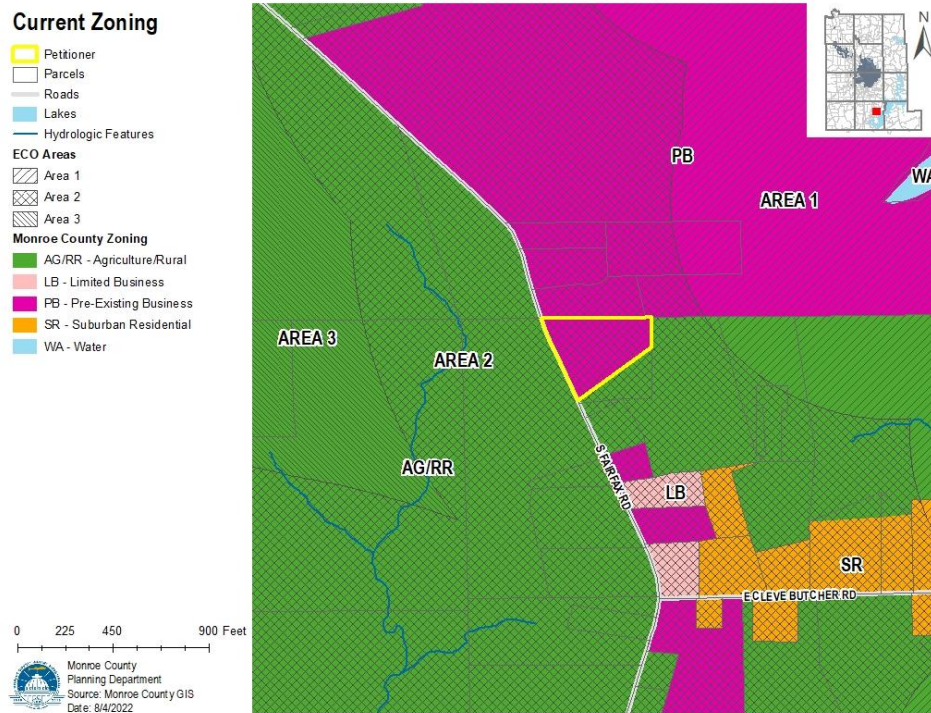 Current Zoning
Petitioner
Parcels
Roads
Lakes
Hydrologic Features
ECO Areas
Area 1
Area 2
Area 3
Monroe County Zoning
AG/RR - Agriculture/Rural
LB - Limited Business
PB - Pre-Existing Business
SR - Suburban Residential
WA - Water
0 225 450 900 Feet
Monroe County
Planning Department
Source: Monroe County GIS
Date: 8/4/2022
N
PB
AREA 1
WA
AREA 3
AREA 2
AG/RR
S FAIRFAX RD
LB
SR
E CLEVE BUTCHER RD